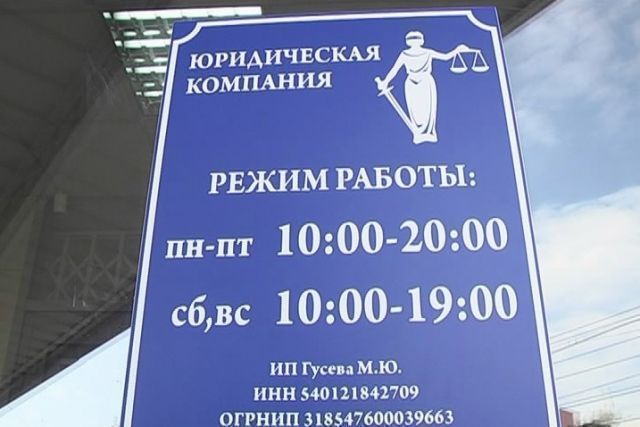 ЮРИДИЧЕСКАЯ
КОМПАНИЯ
РЕЖИМ РАБОТЫ:
пн-пт 10:00-20:00
сб,вс 10:00-19:00
ИП Гусева М.Ю.
ИНН 540121842709
ОГРНИП 318547600039663